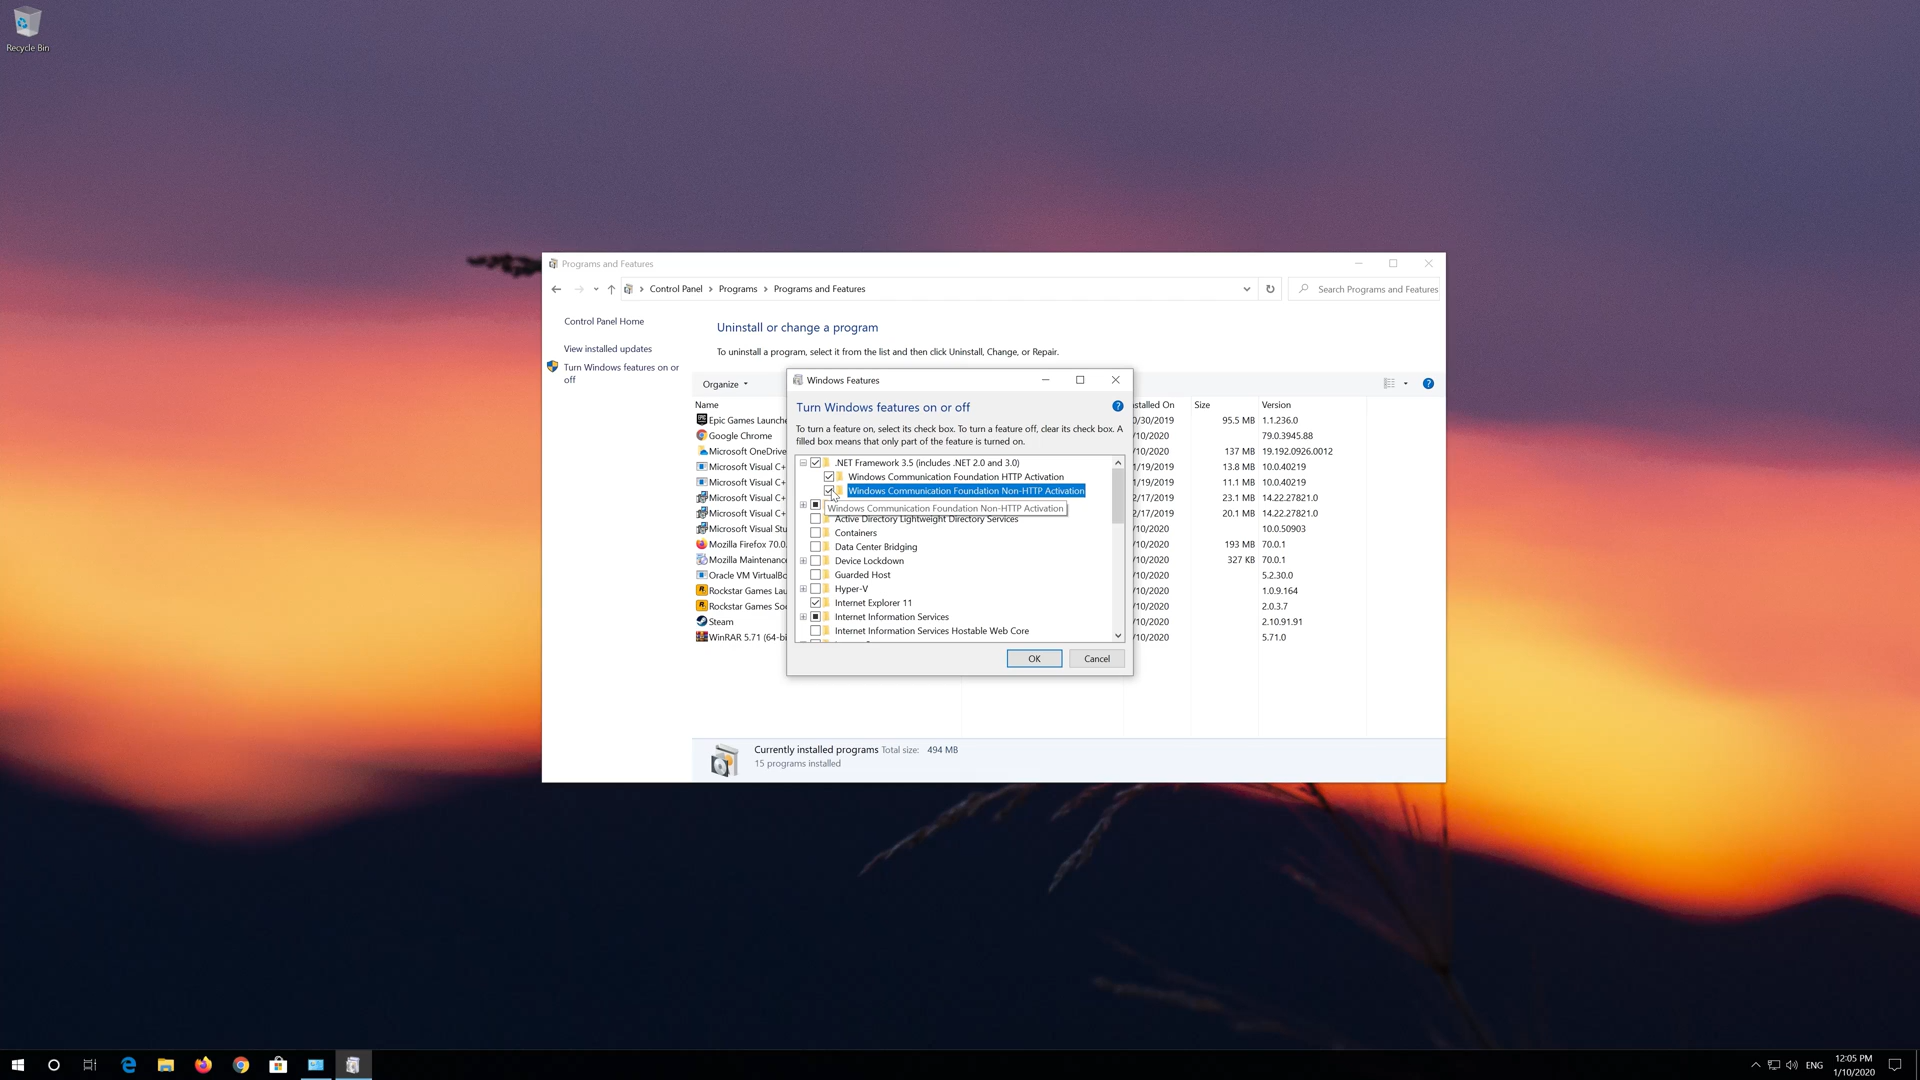 Recycle Bin
Programs and Features
Control Panel
Programs
Programs and Features
Search Programs and Features
Control Panel Home
View installed updates
Turn Windows features on or
off
Uninstall or change a program
To uninstall a program, select it from the list and then click Uninstall, Change, or Repair.
Organize
Name
stalled On
Size
Version
Epic Games Launche
0/30/2019
95.5 MB
1.1.236.0
Google Chrome
/10/2020
79.0.3945.88
Microsoft OneDrive
/10/2020
137 MB
19.192.0926.0012
Microsoft Visual C+
1/19/2019
13.8 MB
10.0.40219
Microsoft Visual C+
1/19/2019
11.1 MB
10.0.40219
Microsoft Visual C+
2/17/2019
23.1 MB
14.22.27821.0
Microsoft Visual C+
2/17/2019
20.1 MB
14.22.27821.0
Microsoft Visual Stu
/10/2020
10.0.50903
Mozilla Firefox 70.0.
/10/2020
193 MB
70.0.1
Mozilla Maintenanc
/10/2020
327 KB
70.0.1
Oracle VM VirtualBo
/10/2020
5.2.30.0
Rockstar Games Lau
/10/2020
1.0.9.164
Rockstar Games Soc
/10/2020
2.0.3.7
Steam
/10/2020
2.10.91.91
WinRAR 5.71 (64-bi
/10/2020
5.71.0
Windows Features
Turn Windows features on or off
To turn a feature on, select its check box. To turn a feature off, clear its check box. A
filled box means that only part of the feature is turned on.
.NET Framework 3.5 (includes .NET 2.0 and 3.0)
Windows Communication Foundation HTTP Activation
Windows Communication Foundation Non-HTTP Activation
Windows Communication Foundation Non-HTTP Activation
Active Directory Lightweight Directory Services
Containers
Data Center Bridging
Device Lockdown
Guarded Host
Hyper-V
Internet Explorer 11
Internet Information Services
Internet Information Services Hostable Web Core
OK
Cancel
Currently installed programs Total size: 494 MB
15 programs installed
ENG
12:05 PM
1/10/2020